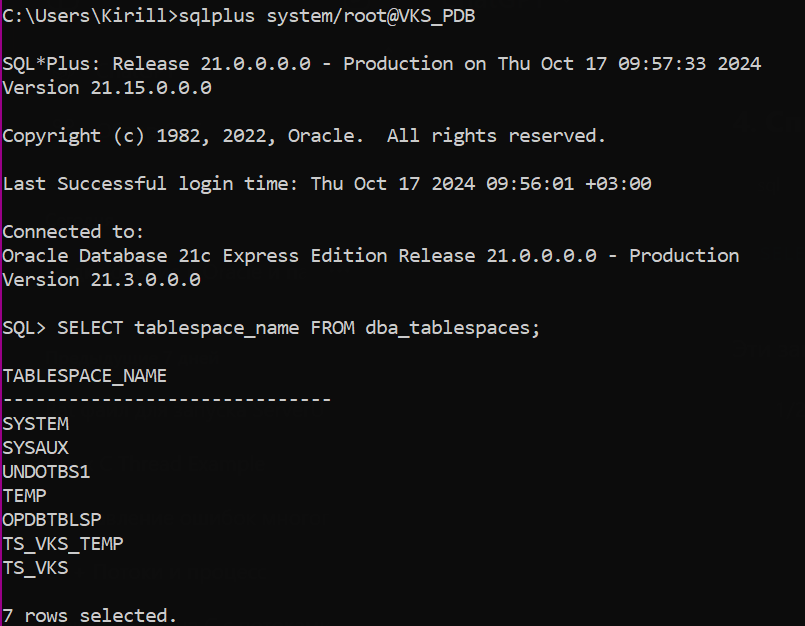 C:\Users\Kirill>sqlplus system/root@VKS_PDB
SQL*Plus: Release 21.0.0.0.0 - Production on Thu Oct 17 09:57:33 2024
Version 21.15.0.0.0
Copyright (c) 1982, 2022, Oracle.  All rights reserved.
Last Successful login time: Thu Oct 17 2024 09:56:01 +03:00
Connected to:
Oracle Database 21c Express Edition Release 21.0.0.0.0 - Production
Version 21.3.0.0.0
SQL> SELECT tablespace_name FROM dba_tablespaces;
TABLESPACE_NAME
------------------------------
SYSTEM
SYSAUX
UNDOTBS1
TEMP
OPDBTBLSP
TS_VKS_TEMP
TS_VKS
7 rows selected.